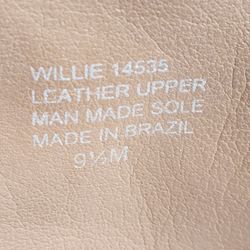 WILLIE 14535
LEATHER UPPER
MAN MADE SOLE
MADE IN BRAZIL
9½M